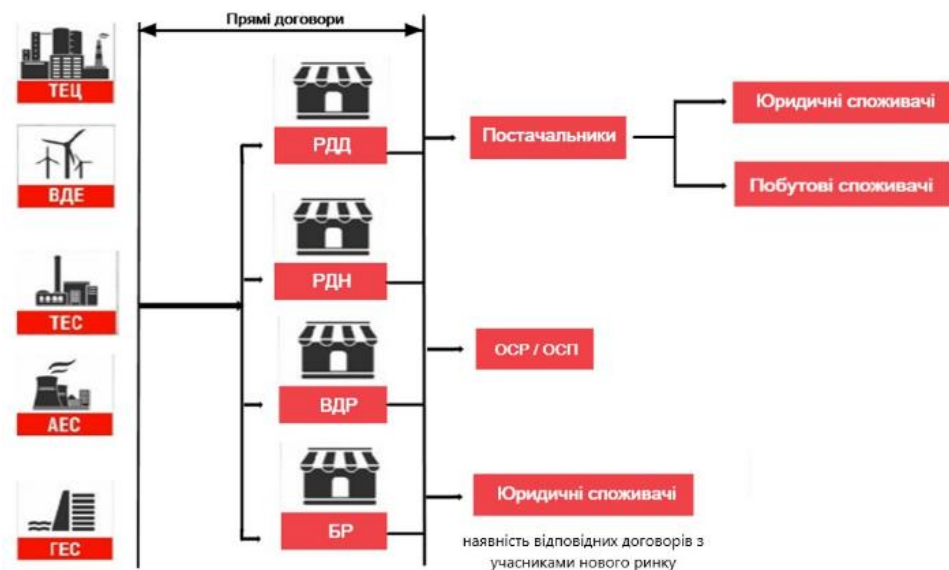 Прямі договори
ТЕЦ
ВДЕ
ТЕС
АЕС
ГЕС
РДД
РДН
ВДР
БР
Постачальники
Юридичні споживачі
Побутові споживачі
ОСР / ОСП
Юридичні споживачі
наявність відповідних договорів з
учасниками нового ринку